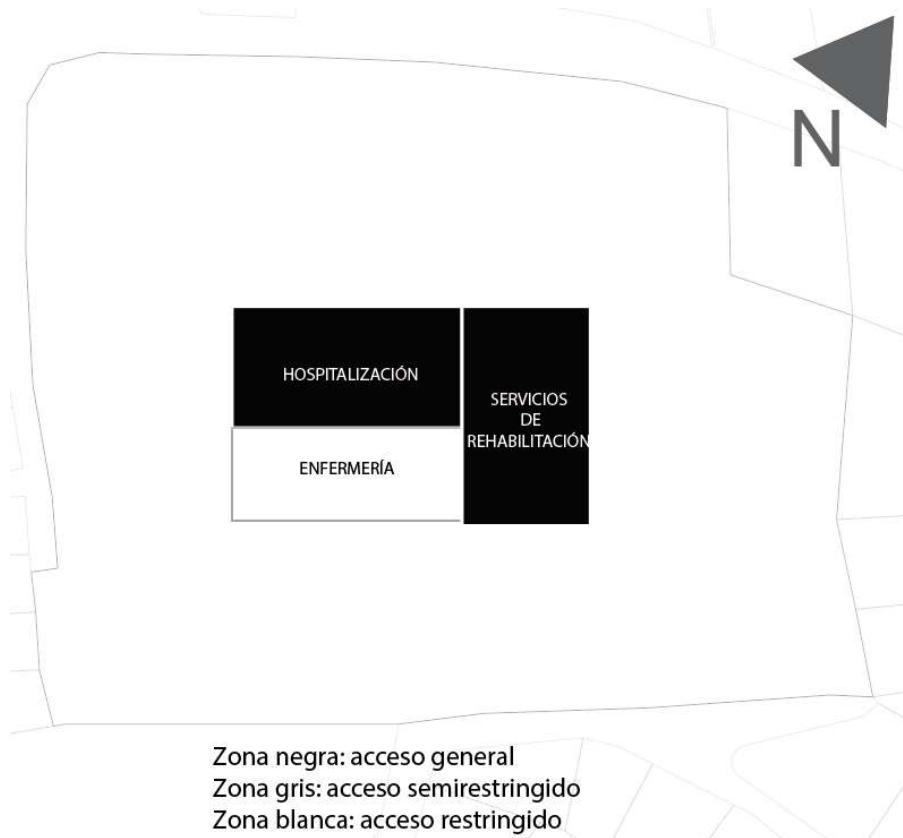 N
HOSPITALIZACIÓN
SERVICIOS
DE
REHABILITACIÓN
ENFERMERÍA
Zona negra: acceso general
Zona gris: acceso semirestringido
Zona blanca: acceso restringido